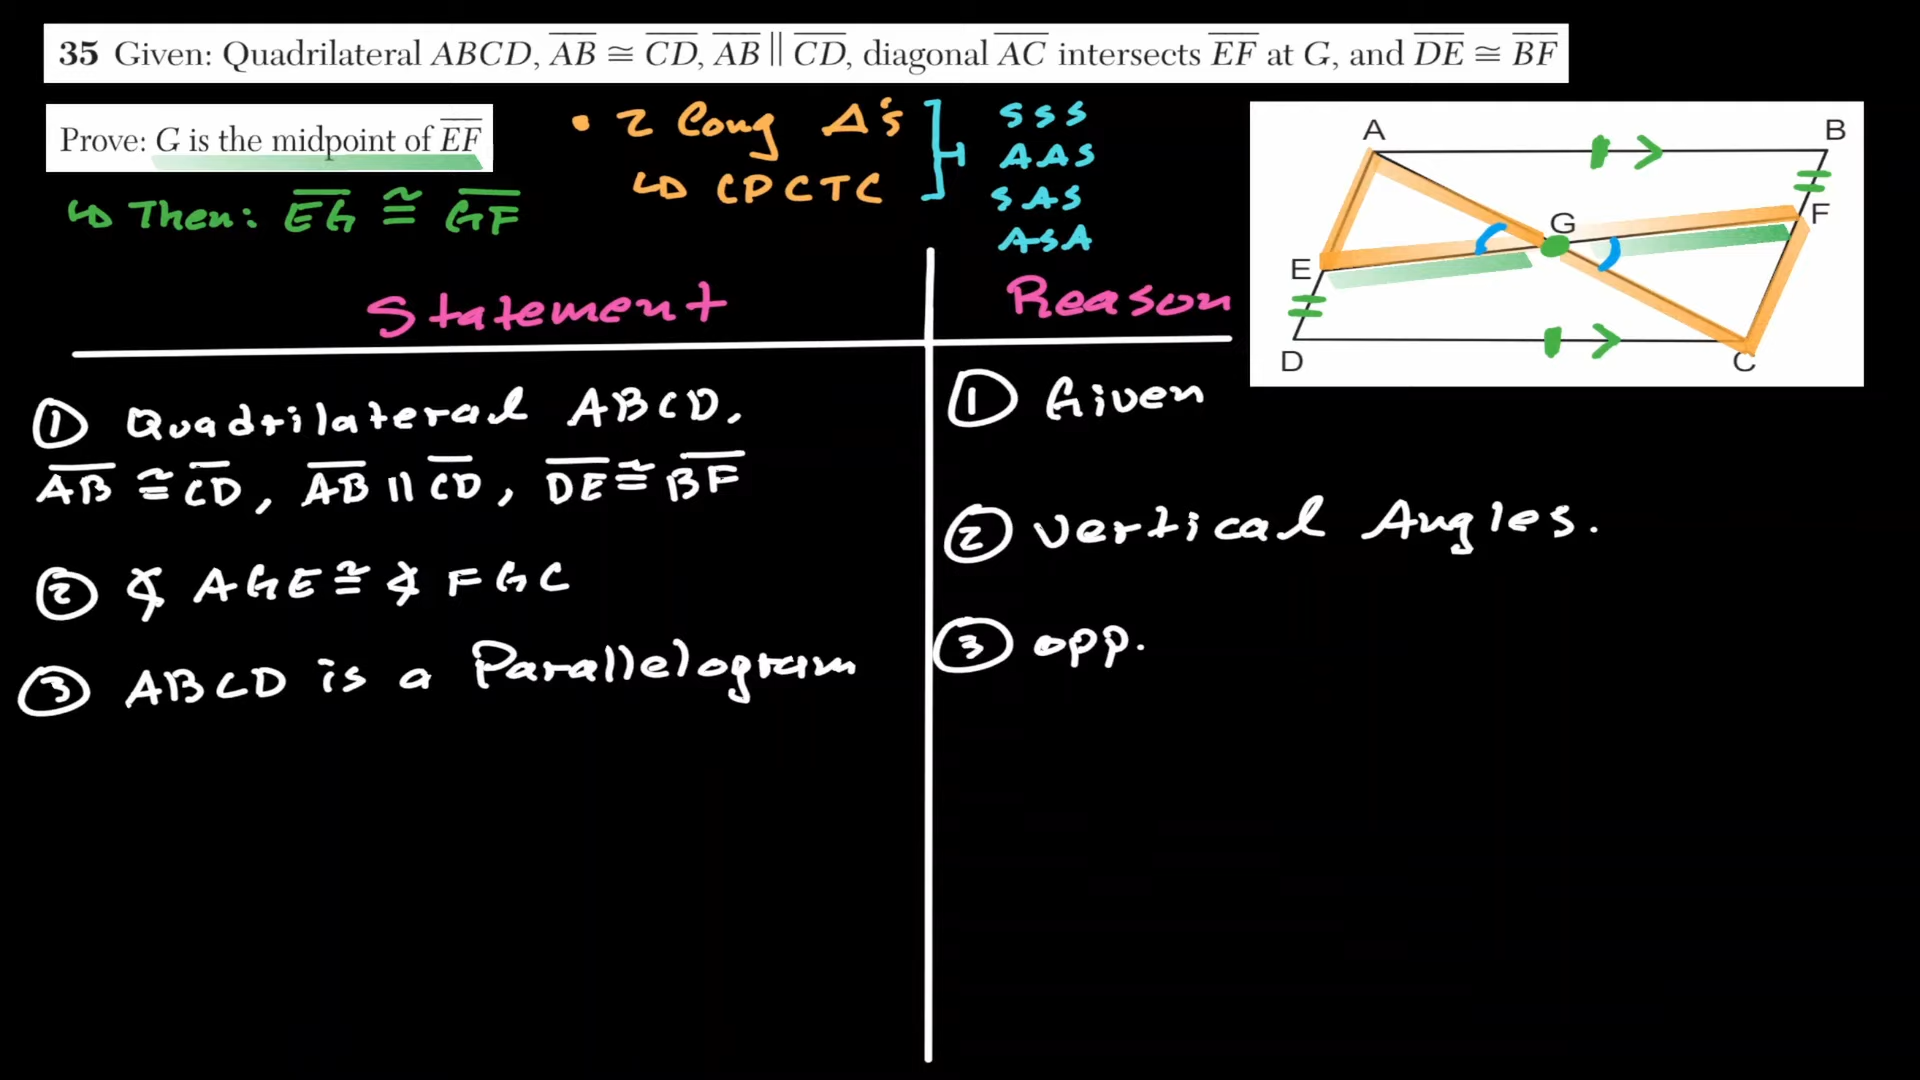 35 Given: Quadrilateral ABCD, AB ≅ CD, AB || CD, diagonal AC intersects EF at G, and DE ≅ BF
Prove: G is the midpoint of EF
↳ Then: EG ≅ GF
• 2 Cong Δ's
↳ CPCTC
SSS
AAS
SAS
ASA
A
B
G
F
E
D
C
Statement
Reason
① Quadrilateral ABCD,
AB ≅ CD, AB || CD, DE ≅ BF
① Given
② ∡ AGE ≅ ∡ FGC
② Vertical Angles.
③ ABCD is a Parallelogram
③ opp.